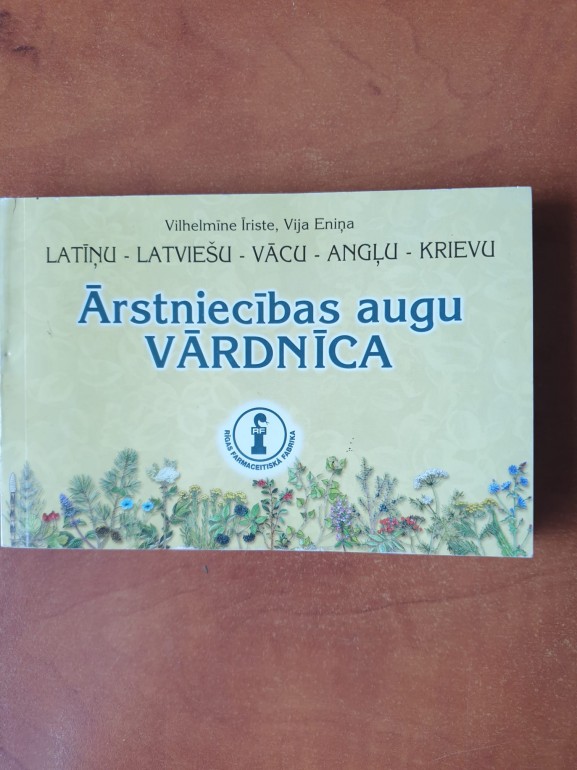 Vilhelmīne Īriste, Vija Eniņa
LATĪŅU - LATVIEŠU - VĀCU - ANGĻU - KRIEVU
Ārstniecības augu
VĀRDNĪCA
RF
RĪGAS FARMACEITISKĀ FABRIKA